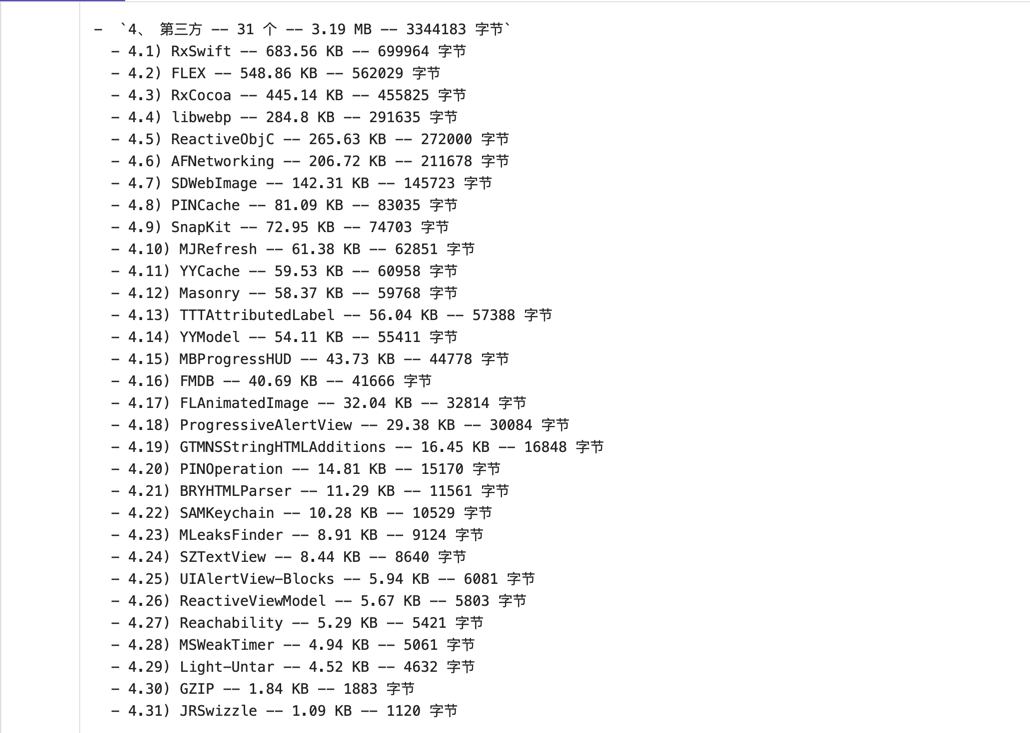 - `4、 第三方 -- 31 个 -- 3.19 MB -- 3344183 字节`
- 4.1) RxSwift -- 683.56 KB -- 699964 字节
- 4.2) FLEX -- 548.86 KB -- 562029 字节
- 4.3) RxCocoa -- 445.14 KB -- 455825 字节
- 4.4) libwebp -- 284.8 KB -- 291635 字节
- 4.5) ReactiveObjC -- 265.63 KB -- 272000 字节
- 4.6) AFNetworking -- 206.72 KB -- 211678 字节
- 4.7) SDWebImage -- 142.31 KB -- 145723 字节
- 4.8) PINCache -- 81.09 KB -- 83035 字节
- 4.9) SnapKit -- 72.95 KB -- 74703 字节
- 4.10) MJRefresh -- 61.38 KB -- 62851 字节
- 4.11) YYCache -- 59.53 KB -- 60958 字节
- 4.12) Masonry -- 58.37 KB -- 59768 字节
- 4.13) TTTAttributedLabel -- 56.04 KB -- 57388 字节
- 4.14) YYModel -- 54.11 KB -- 55411 字节
- 4.15) MBProgressHUD -- 43.73 KB -- 44778 字节
- 4.16) FMDB -- 40.69 KB -- 41666 字节
- 4.17) FLAnimatedImage -- 32.04 KB -- 32814 字节
- 4.18) ProgressiveAlertView -- 29.38 KB -- 30084 字节
- 4.19) GTMNSStringHTMLAdditions -- 16.45 KB -- 16848 字节
- 4.20) PINOperation -- 14.81 KB -- 15170 字节
- 4.21) BRYHTMLParser -- 11.29 KB -- 11561 字节
- 4.22) SAMKeychain -- 10.28 KB -- 10529 字节
- 4.23) MLeaksFinder -- 8.91 KB -- 9124 字节
- 4.24) SZTextView -- 8.44 KB -- 8640 字节
- 4.25) UIAlertView-Blocks -- 5.94 KB -- 6081 字节
- 4.26) ReactiveViewModel -- 5.67 KB -- 5803 字节
- 4.27) Reachability -- 5.29 KB -- 5421 字节
- 4.28) MSWeakTimer -- 4.94 KB -- 5061 字节
- 4.29) Light-Untar -- 4.52 KB -- 4632 字节
- 4.30) GZIP -- 1.84 KB -- 1883 字节
- 4.31) JRSwizzle -- 1.09 KB -- 1120 字节